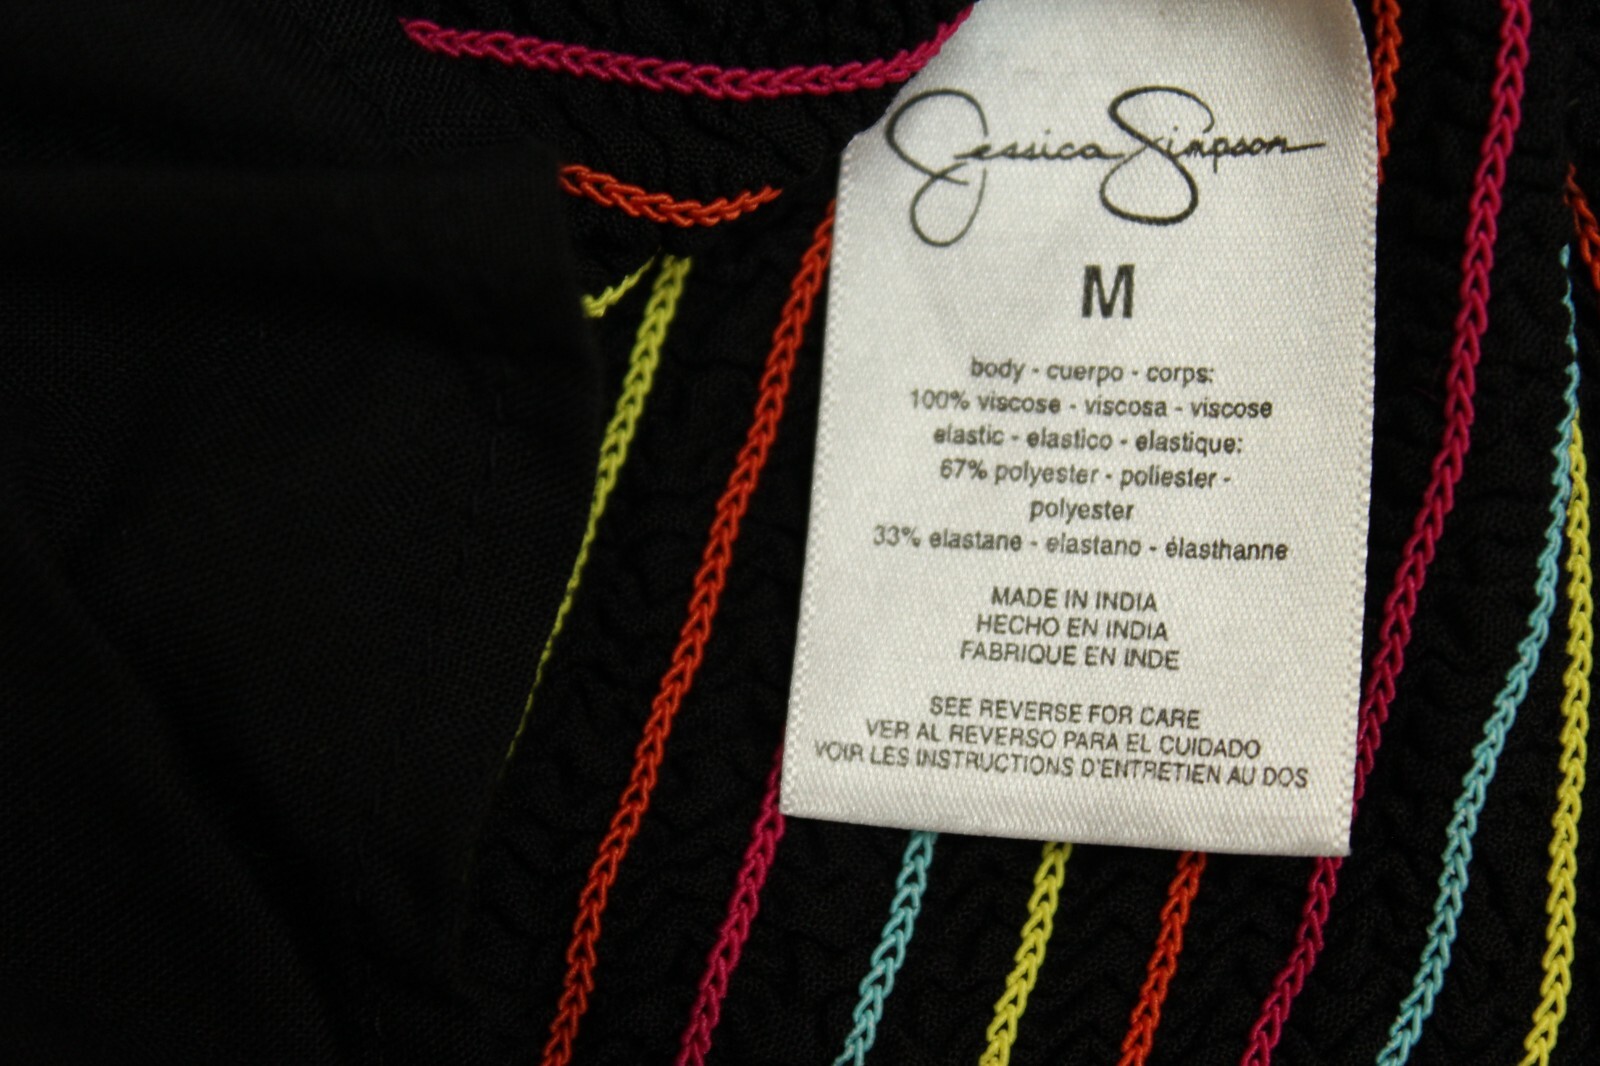 Jessica Simpson
M
body - cuerpo - corps:
100% viscose - viscosa - viscose
elastic - elastico - elastique:
67% polyester - poliester -
polyester
33% elastane - elastano - élasthanne
MADE IN INDIA
HECHO EN INDIA
FABRIQUE EN INDE
SEE REVERSE FOR CARE
VER AL REVERSO PARA EL CUIDADO
VOIR LES INSTRUCTIONS D'ENTRETIEN AU DOS